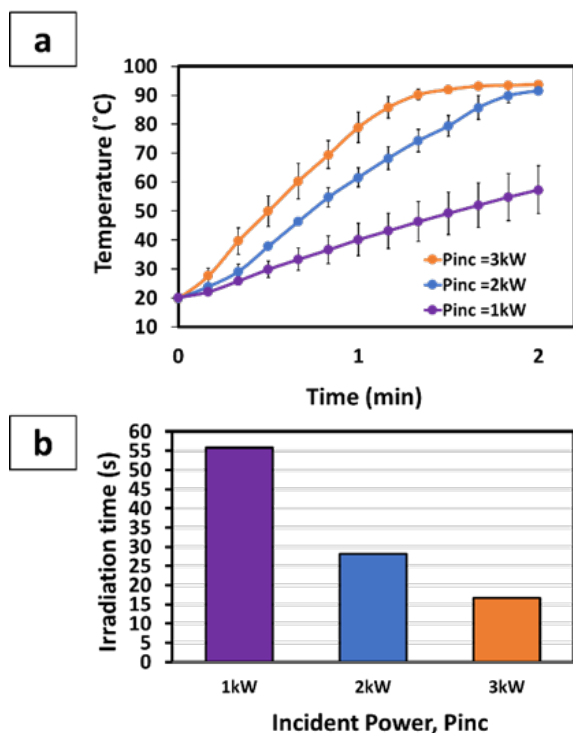 a
Temperature (˚C)
100
90
80
70
60
50
40
30
20
10
Pinc =3kW
Pinc =2kW
Pinc =1kW
0
1
2
Time (min)
b
Irradiation time (s)
60
55
50
45
40
35
30
25
20
15
10
5
0
1kW
2kW
3kW
Incident Power, Pinc